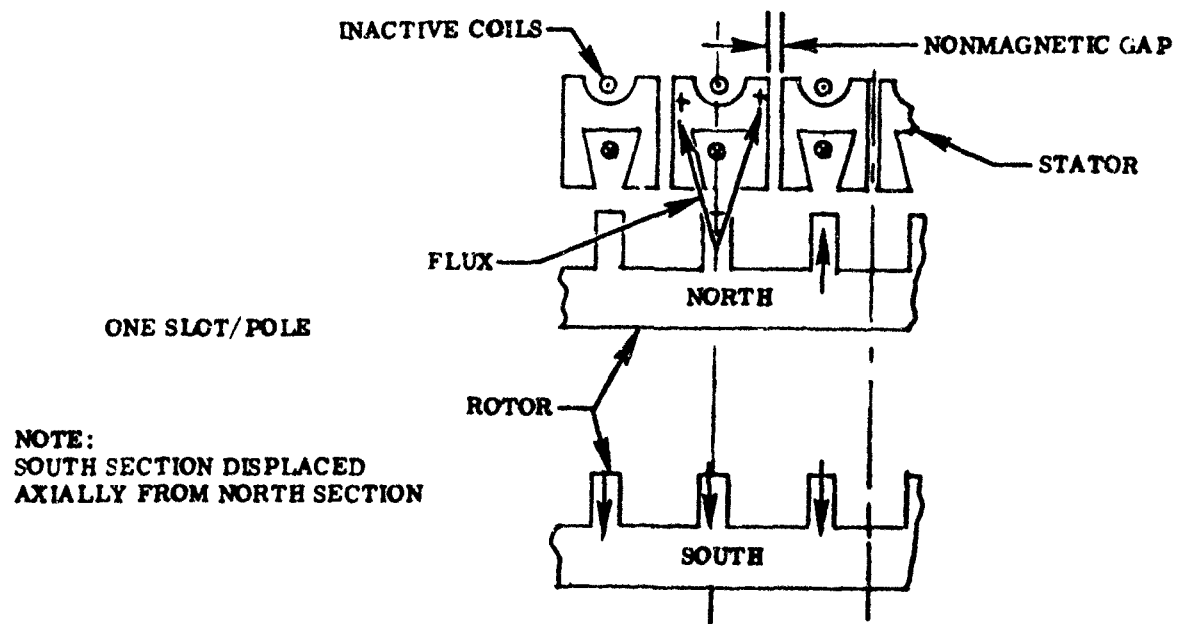 INACTIVE COILS
NONMAGNETIC GAP
STATOR
FLUX
NORTH
ONE SLOT/POLE
ROTOR
NOTE:
SOUTH SECTION DISPLACED
AXIALLY FROM NORTH SECTION
SOUTH